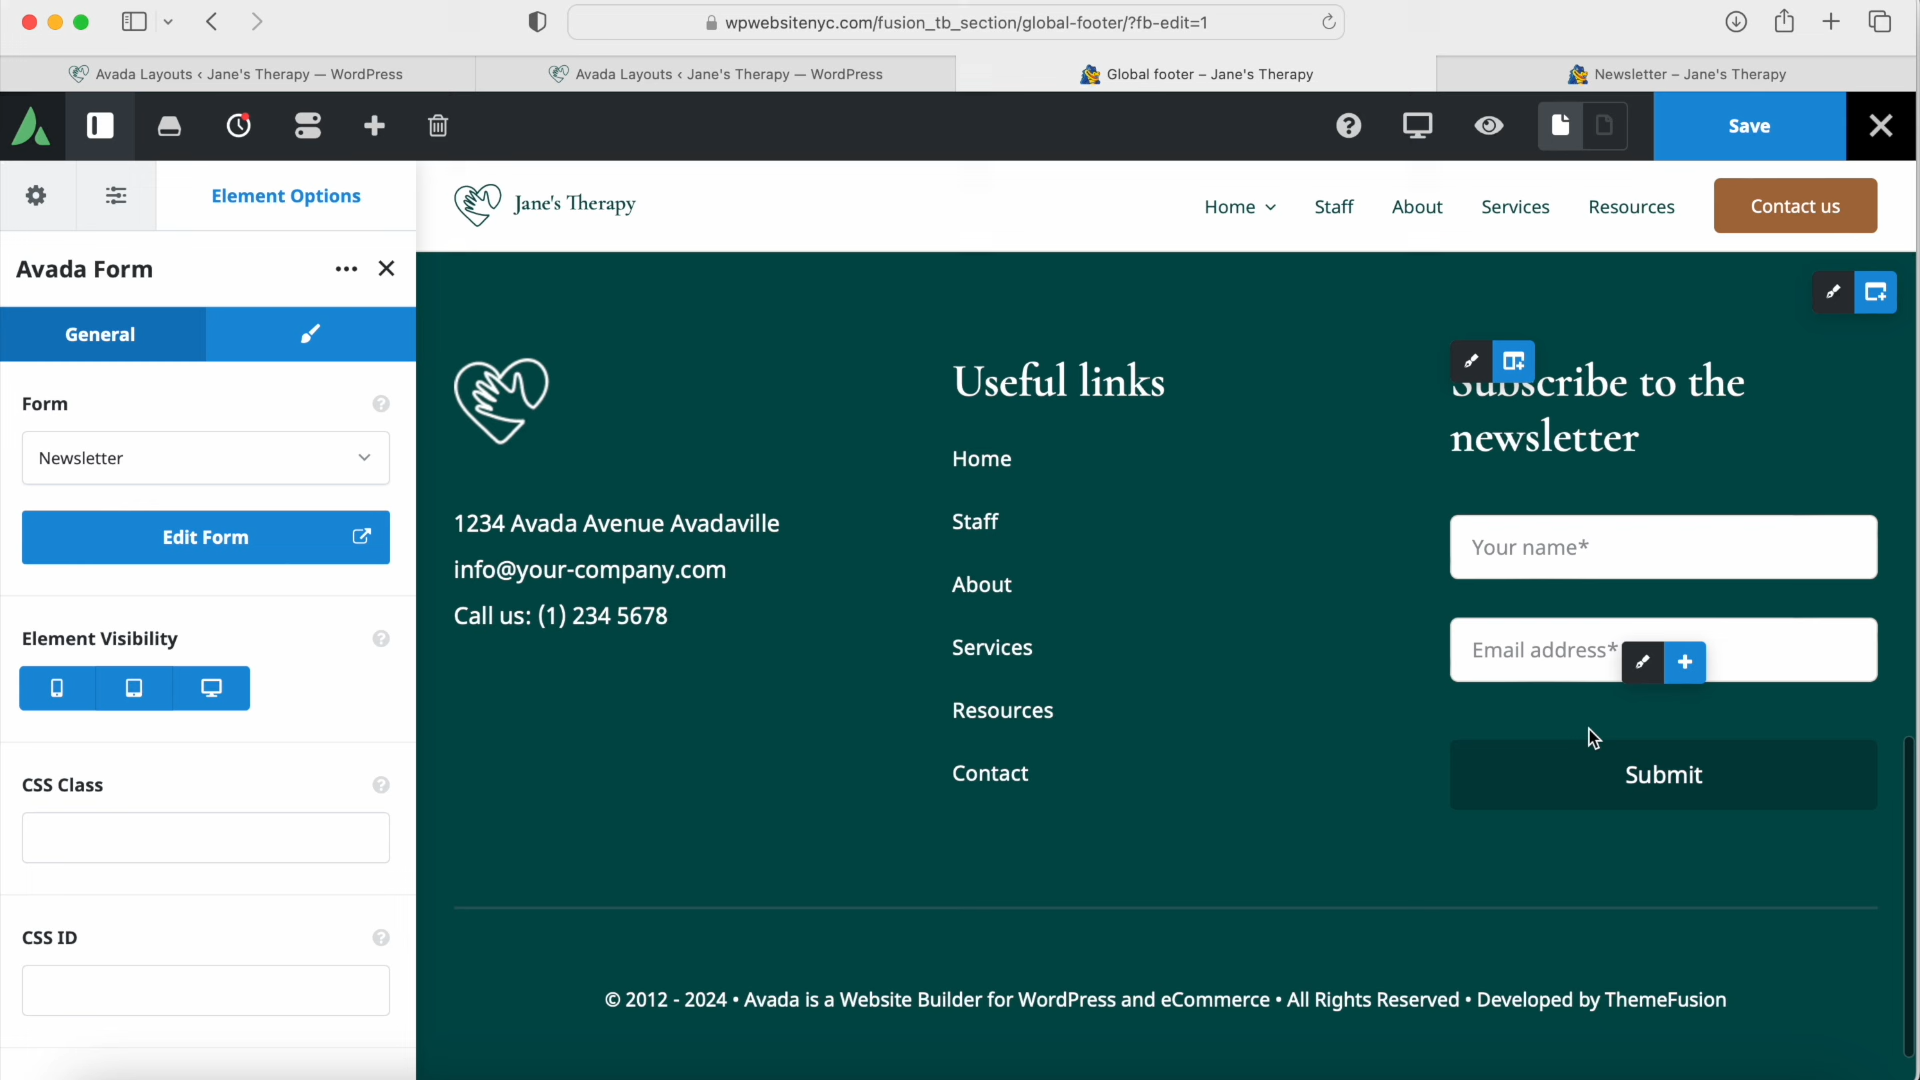 wpwebsitenyc.com/fusion_tb_section/global-footer/?fb-edit=1
Avada Layouts ‹ Jane's Therapy — WordPress
Avada Layouts ‹ Jane's Therapy — WordPress
Global footer – Jane's Therapy
Newsletter – Jane's Therapy
Save
Element Options
Jane's Therapy
Home
Staff
About
Services
Resources
Contact us
Avada Form
General
Form
Newsletter
Edit Form
Element Visibility
CSS Class
CSS ID
1234 Avada Avenue Avadaville
info@your-company.com
Call us: (1) 234 5678
Useful links
Home
Staff
About
Services
Resources
Contact
Subscribe to the
newsletter
Your name*
Email address*
Submit
© 2012 - 2024 • Avada is a Website Builder for WordPress and eCommerce • All Rights Reserved • Developed by ThemeFusion